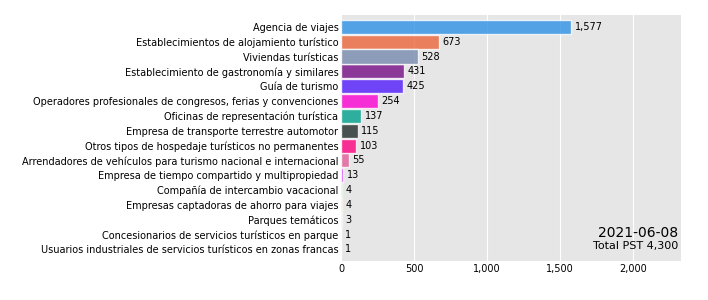 Agencia de viajes 1,577
Establecimientos de alojamiento turístico 673
Viviendas turísticas 528
Establecimiento de gastronomía y similares 431
Guía de turismo 425
Operadores profesionales de congresos, ferias y convenciones 254
Oficinas de representación turística 137
Empresa de transporte terrestre automotor 115
Otros tipos de hospedaje turísticos no permanentes 103
Arrendadores de vehículos para turismo nacional e internacional 55
Empresa de tiempo compartido y multipropiedad 13
Compañía de intercambio vacacional 4
Empresas captadoras de ahorro para viajes 4
Parques temáticos 3
Concesionarios de servicios turísticos en parque 1
Usuarios industriales de servicios turísticos en zonas francas 1
2021-06-08
Total PST 4,300
0 500 1,000 1,500 2,000